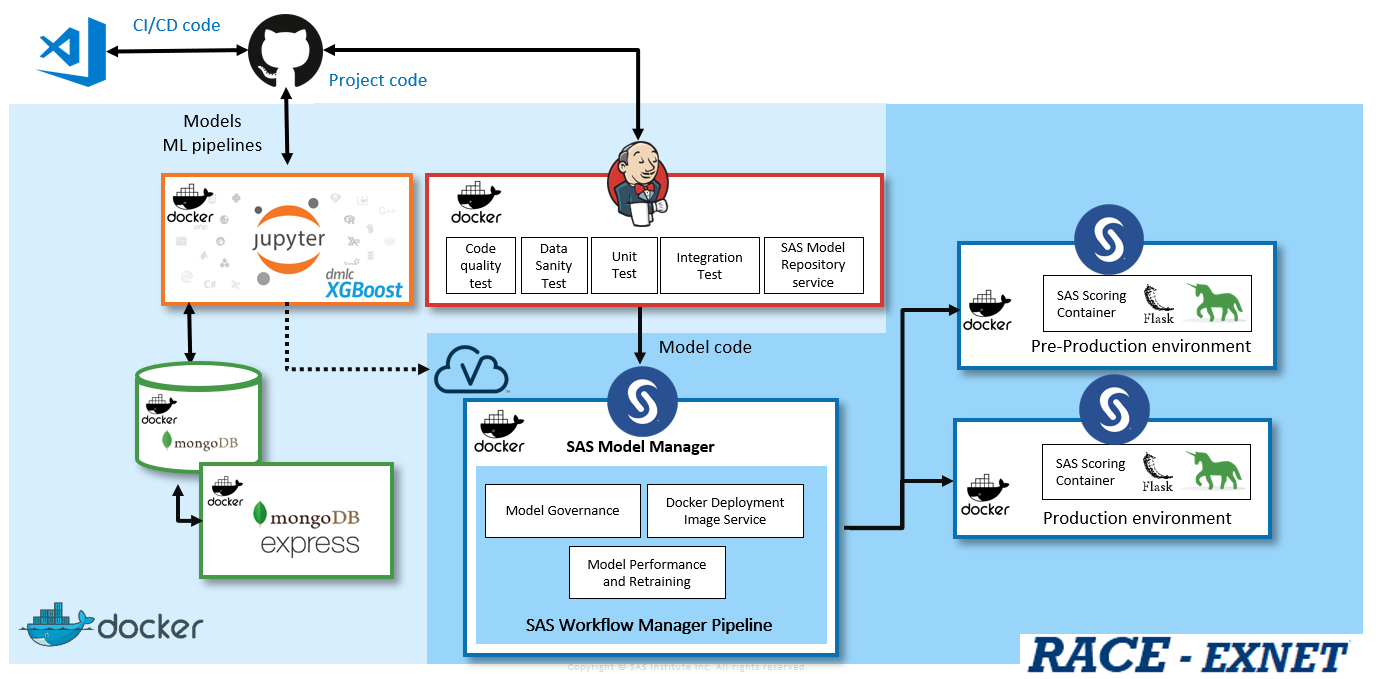 CI/CD code
Project code
Models
ML pipelines
docker
jupyter
php
C++
R
C#
dmlc
XGBoost
docker
Code
quality
test
Data
Sanity
Test
Unit
Test
Integration
Test
SAS Model
Repository
service
Model code
docker
mongoDB
docker
mongoDB
express
docker
docker
SAS Model Manager
Model Governance
Docker Deployment
Image Service
Model Performance
and Retraining
SAS Workflow Manager Pipeline
docker
SAS Scoring
Container
Flask
Pre-Production environment
docker
SAS Scoring
Container
Flask
Production environment
RACE - EXNET
Copyright © SAS Institute Inc. All rights reserved.